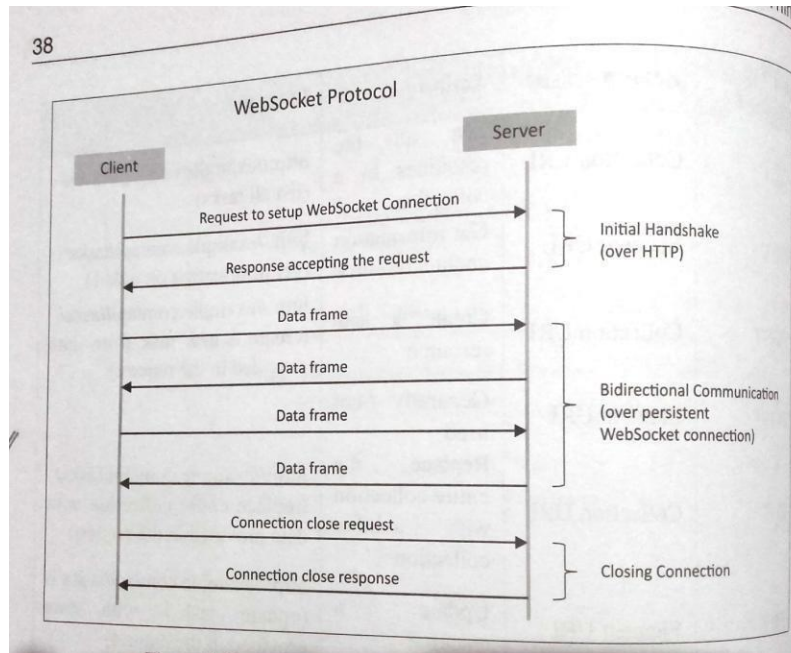 38
WebSocket Protocol
Client
Server
Request to setup WebSocket Connection
Initial Handshake
(over HTTP)
Response accepting the request
Data frame
Data frame
Data frame
Data frame
Bidirectional Communication
(over persistent
WebSocket connection)
Connection close request
Connection close response
Closing Connection